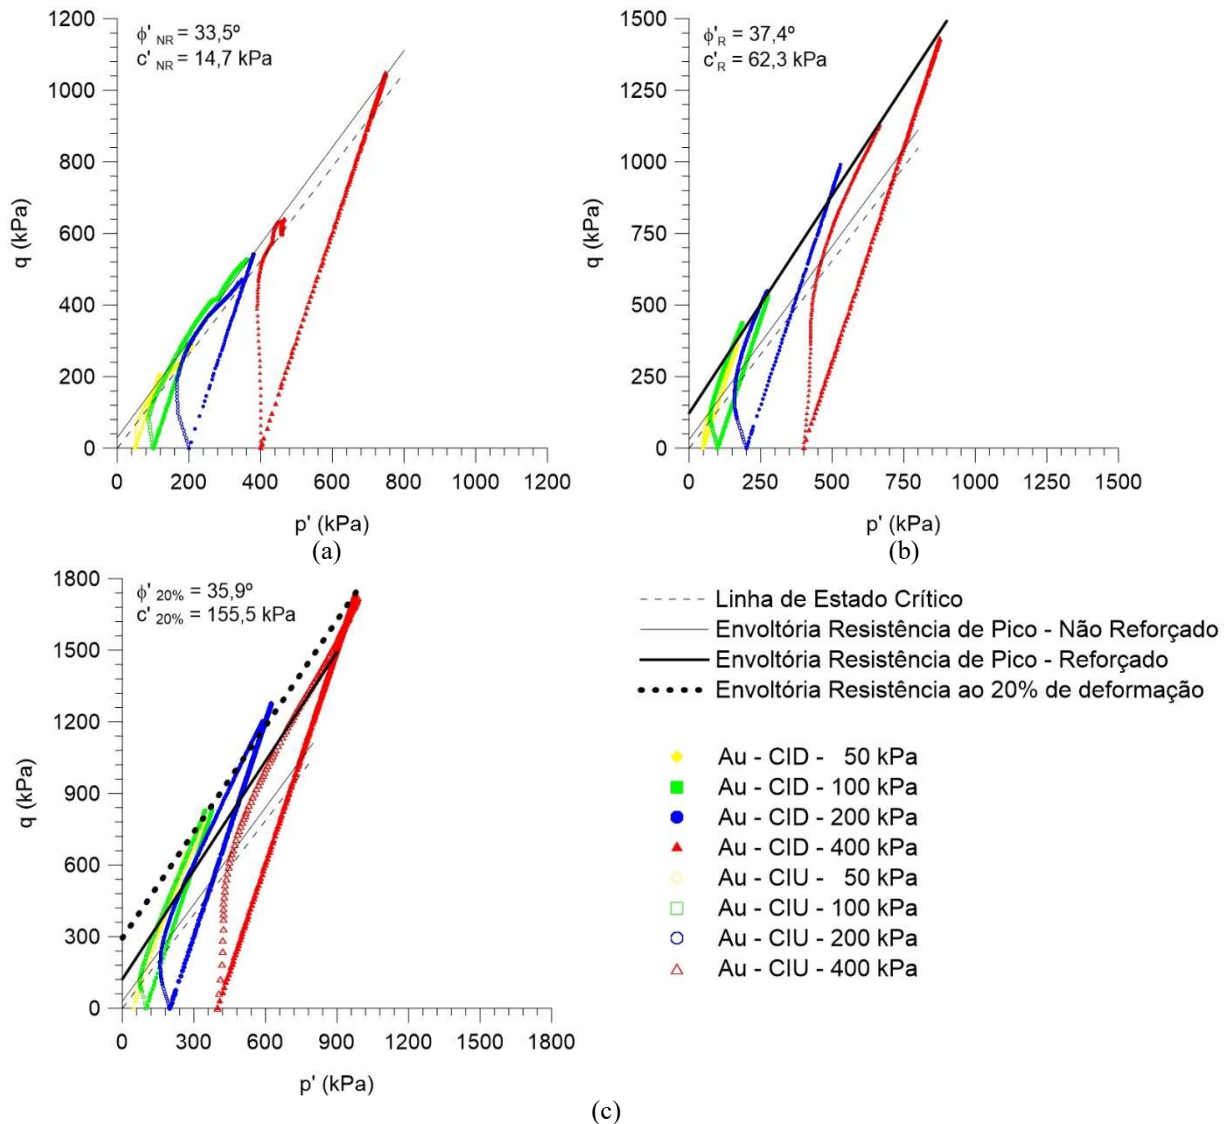 ϕ'NR = 33,5º
c'NR = 14,7 kPa
1200
1000
800
600
400
200
0
q (kPa)
0 200 400 600 800 1000 1200
p' (kPa)
(a)
ϕ'R = 37,4º
c'R = 62,3 kPa
1500
1250
1000
750
500
250
0
q (kPa)
0 250 500 750 1000 1250 1500
p' (kPa)
(b)
ϕ'20% = 35,9º
c'20% = 155,5 kPa
1800
1500
1200
900
600
300
0
q (kPa)
0 300 600 900 1200 1500 1800
p' (kPa)
Linha de Estado Crítico
Envoltória Resistência de Pico - Não Reforçado
Envoltória Resistência de Pico - Reforçado
Envoltória Resistência ao 20% de deformação
Au - CID - 50 kPa
Au - CID - 100 kPa
Au - CID - 200 kPa
Au - CID - 400 kPa
Au - CIU - 50 kPa
Au - CIU - 100 kPa
Au - CIU - 200 kPa
Au - CIU - 400 kPa
(c)